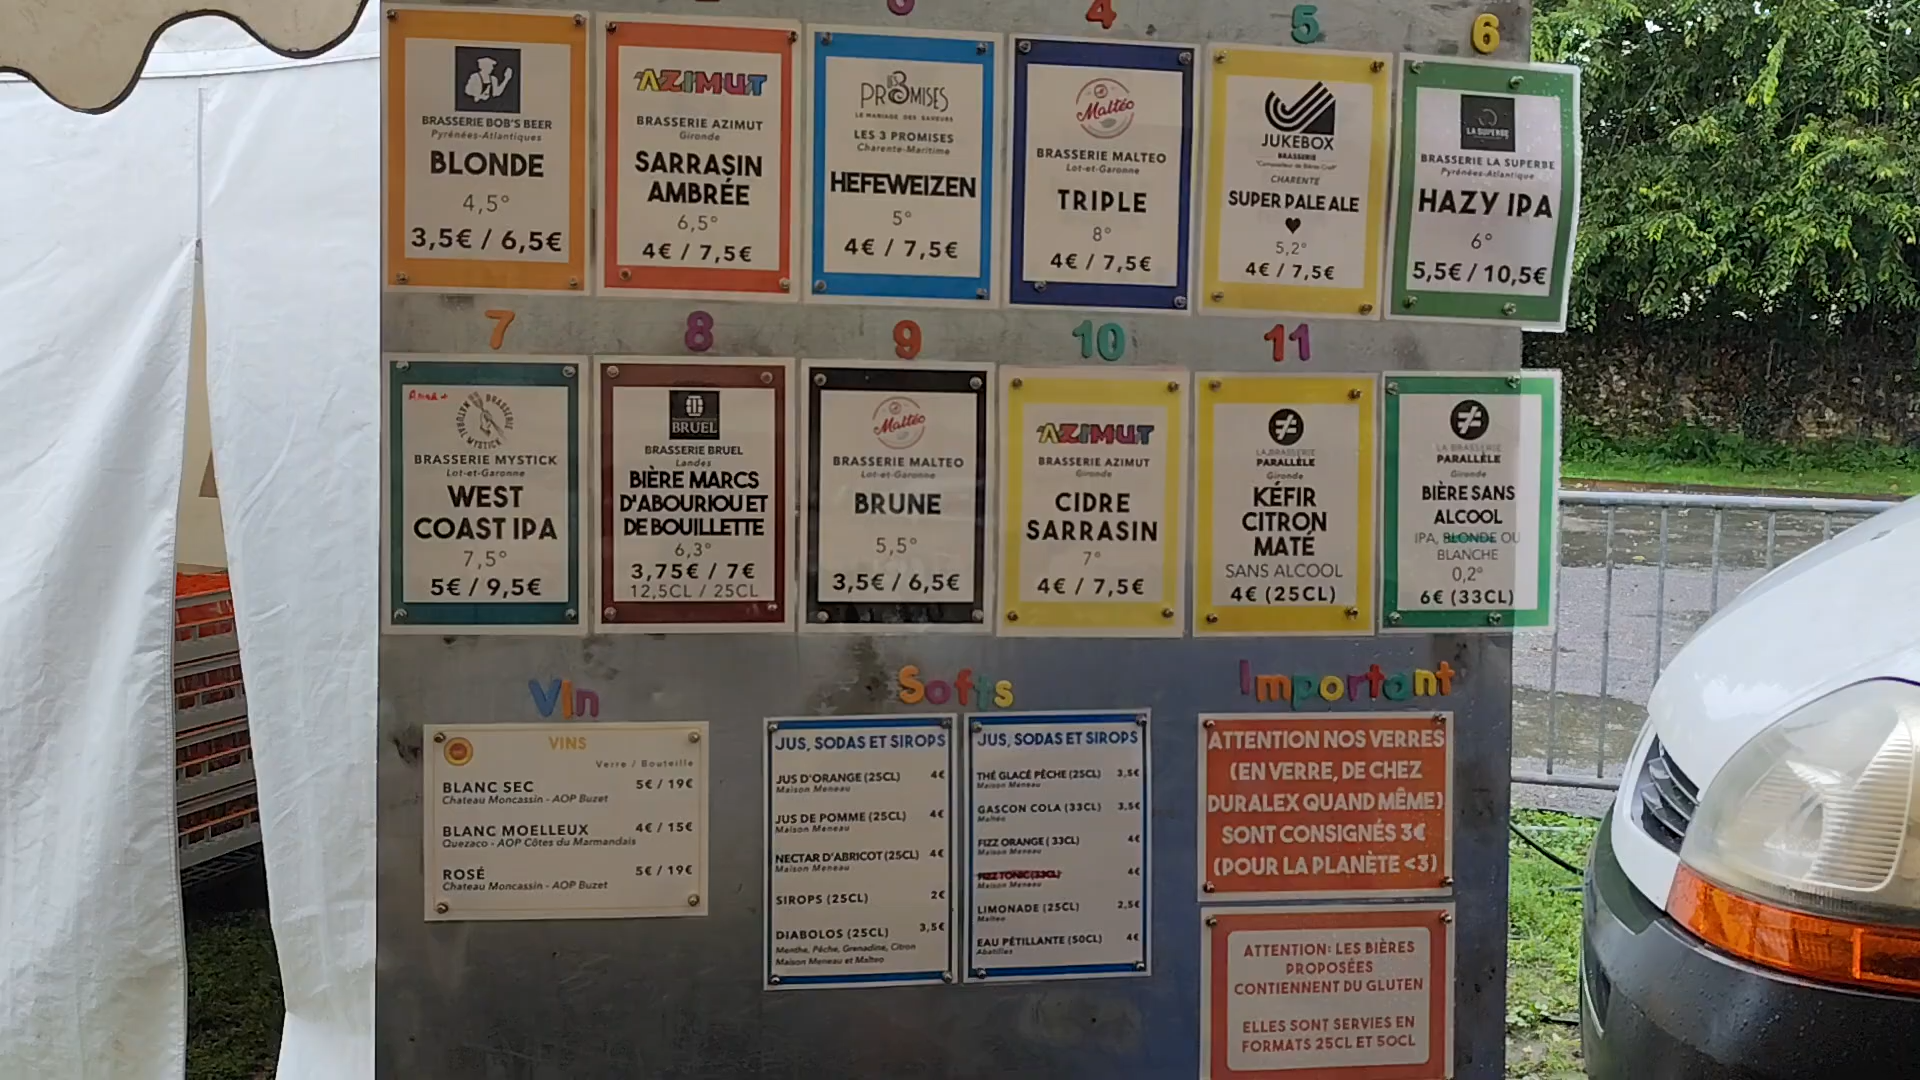 4
5
6
BRASSERIE BOB'S BEER
Pyrénées-Atlantiques
BLONDE
4,5°
3,5€ / 6,5€
AZIMUT
BRASSERIE AZIMUT
Gironde
SARRASIN
AMBRÉE
6,5°
4€ / 7,5€
PROMISES
LE MARIAGE DES SAVEURS
LES 3 PROMISES
Charente-Maritime
HEFEWEIZEN
5°
4€ / 7,5€
Maltéo
BRASSERIE MALTEO
Lot-et-Garonne
TRIPLE
8°
4€ / 7,5€
JUKEBOX
BRASSERIE
CHARENTE
SUPER PALE ALE
5,2°
4€ / 7,5€
LA SUPERBE
BRASSERIE LA SUPERBE
Pyrénées-Atlantique
HAZY IPA
6°
5,5€ / 10,5€
7
8
9
10
11
BRASSERIE
MYSTICK
BRASSERIE MYSTICK
Lot-et-Garonne
WEST
COAST IPA
7,5°
5€ / 9,5€
BRUEL
BRASSERIE BRUEL
Landes
BIÈRE MARCS
D'ABOURIOU ET
DE BOUILLETTE
6,3°
3,75€ / 7€
12,5CL / 25CL
Maltéo
BRASSERIE MALTEO
Lot-et-Garonne
BRUNE
5,5°
3,5€ / 6,5€
AZIMUT
BRASSERIE AZIMUT
Gironde
CIDRE
SARRASIN
7°
4€ / 7,5€
LA BRASSERIE
PARALLÈLE
Gironde
KÉFIR
CITRON
MATÉ
SANS ALCOOL
4€ (25CL)
LA BRASSERIE
PARALLÈLE
Gironde
BIÈRE SANS
ALCOOL
IPA, BLONDE OU
BLANCHE
0,2°
6€ (33CL)
Vin
VINS
Verre / Bouteille
BLANC SEC 5€ / 19€
Chateau Moncassin - AOP Buzet
BLANC MOELLEUX 4€ / 15€
Quezaco - AOP Côtes du Marmandais
ROSÉ 5€ / 19€
Chateau Moncassin - AOP Buzet
Softs
JUS, SODAS ET SIROPS
JUS D'ORANGE (25CL) 4€
Maison Meneau
JUS DE POMME (25CL) 4€
Maison Meneau
NECTAR D'ABRICOT (25CL) 4€
Maison Meneau
SIROPS (25CL) 2€
DIABOLOS (25CL) 3,5€
Menthe, Pêche, Grenadine, Citron
Maison Meneau et Malteo
JUS, SODAS ET SIROPS
THÉ GLACÉ PÊCHE (25CL) 3,5€
Maison Meneau
GASCON COLA (33CL) 3,5€
Maltéo
FIZZ ORANGE (33CL) 4€
Maison Meneau
FIZZ TONIC (33CL) 4€
Maison Meneau
LIMONADE (25CL) 2,5€
Malteo
EAU PÉTILLANTE (50CL) 4€
Abatilles
Important
ATTENTION NOS VERRES
(EN VERRE, DE CHEZ
DURALEX QUAND MÊME)
SONT CONSIGNÉS 3€
(POUR LA PLANÈTE <3)
ATTENTION: LES BIÈRES
PROPOSÉES
CONTIENNENT DU GLUTEN
ELLES SONT SERVIES EN
FORMATS 25CL ET 50CL